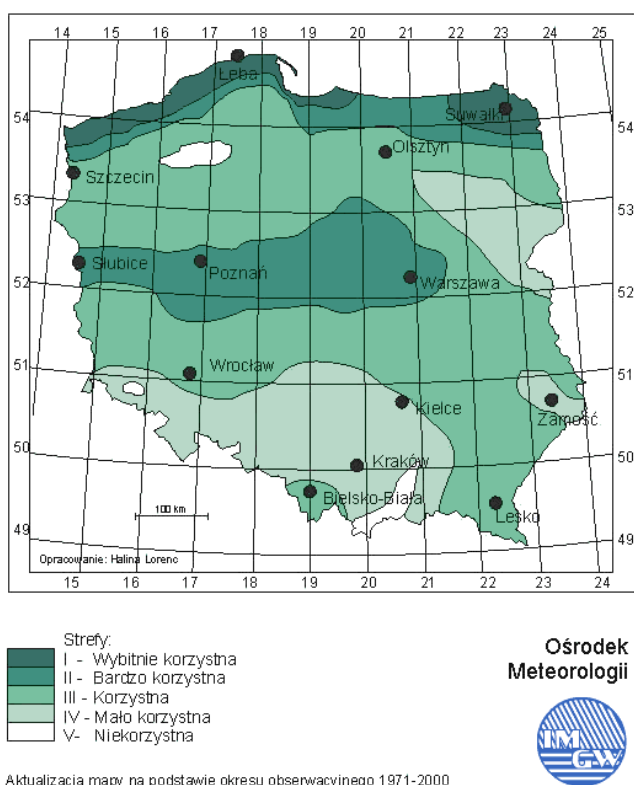 14 15 16 17 18 19 20 21 22 23 24 25
Łeba
54 Suwałki 54
Olsztyn
Szczecin
53 53
Słubice Poznań
52 Warszawa 52
51 Wrocław 51
Kielce
Zamość
50 Kraków 50
Bielsko-Biała
100 km
Lesko
49 49
Opracowanie: Halina Lorenc
15 16 17 18 19 20 21 22 23 24
Strefy:
I - Wybitnie korzystna
II - Bardzo korzystna
III - Korzystna
IV - Mało korzystna
V- Niekorzystna
Ośrodek
Meteorologii
IM
GW
Aktualizacja mapy na podstawie okresu obserwacyjnego 1971-2000